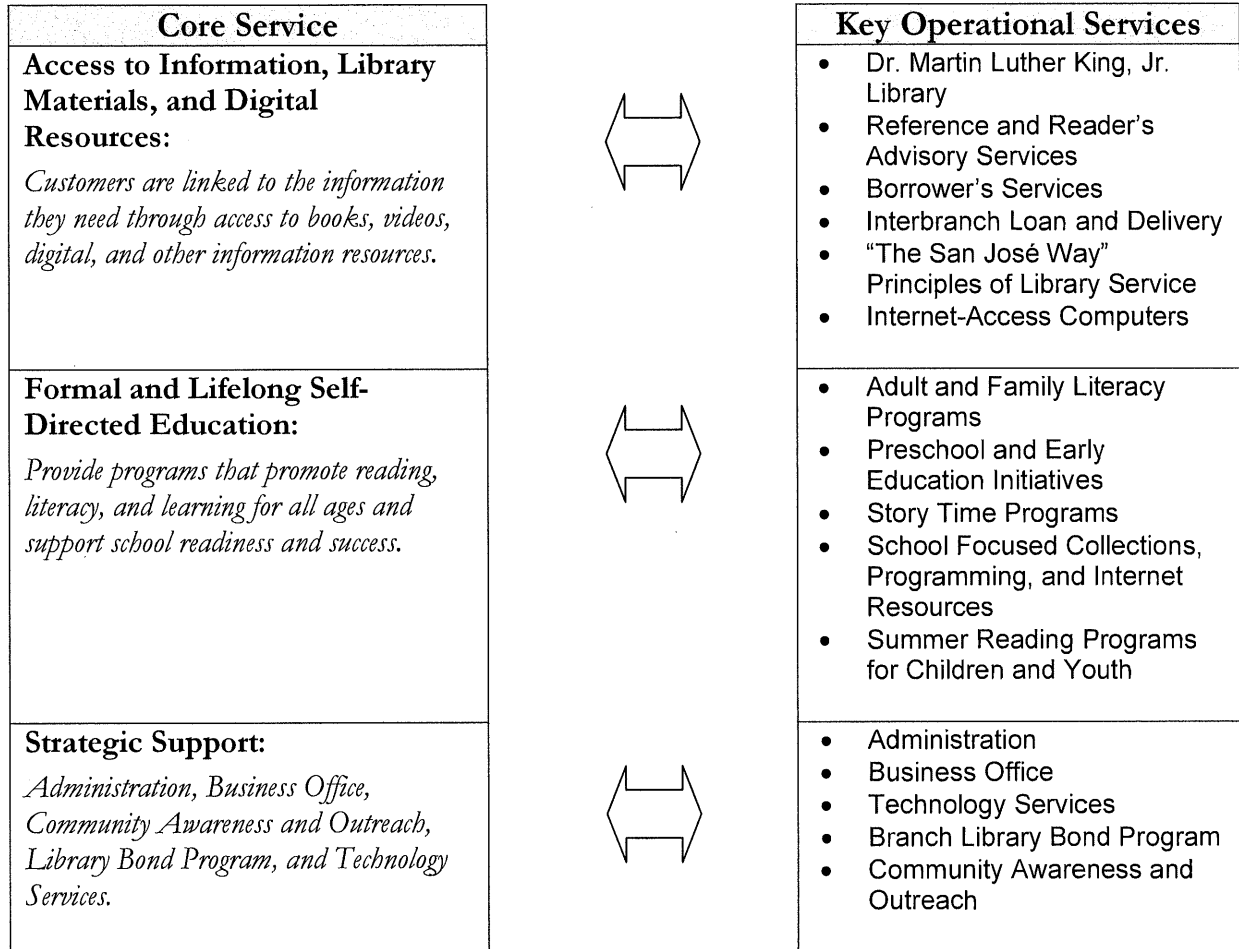 Core Service
Access to Information, Library
Materials, and Digital
Resources:
Customers are linked to the information
they need through access to books, videos,
digital, and other information resources.
Key Operational Services
• Dr. Martin Luther King, Jr.
Library
• Reference and Reader's
Advisory Services
• Borrower's Services
• Interbranch Loan and Delivery
• “The San José Way”
Principles of Library Service
• Internet-Access Computers
Formal and Lifelong Self-
Directed Education:
Provide programs that promote reading,
literacy, and learning for all ages and
support school readiness and success.
• Adult and Family Literacy
Programs
• Preschool and Early
Education Initiatives
• Story Time Programs
• School Focused Collections,
Programming, and Internet
Resources
• Summer Reading Programs
for Children and Youth
Strategic Support:
Administration, Business Office,
Community Awareness and Outreach,
Library Bond Program, and Technology
Services.
• Administration
• Business Office
• Technology Services
• Branch Library Bond Program
• Community Awareness and
Outreach